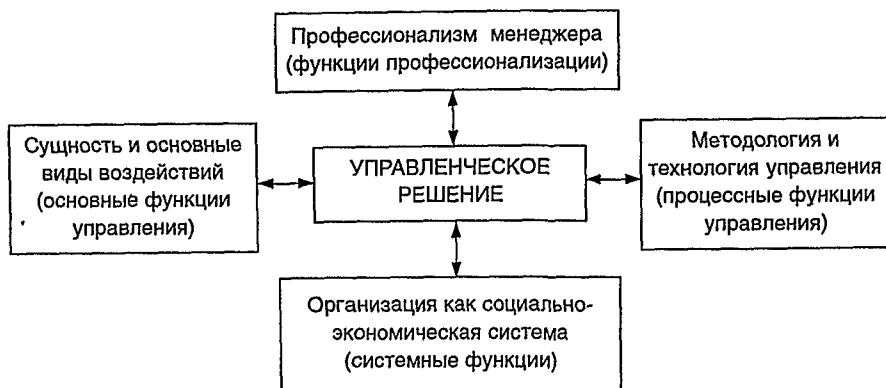 Профессионализм менеджера
(функции профессионализации)
Сущность и основные
виды воздействий
(основные функции
управления)
УПРАВЛЕНЧЕСКОЕ
РЕШЕНИЕ
Методология и
технология управления
(процессные функции
управления)
Организация как социально-
экономическая система
(системные функции)